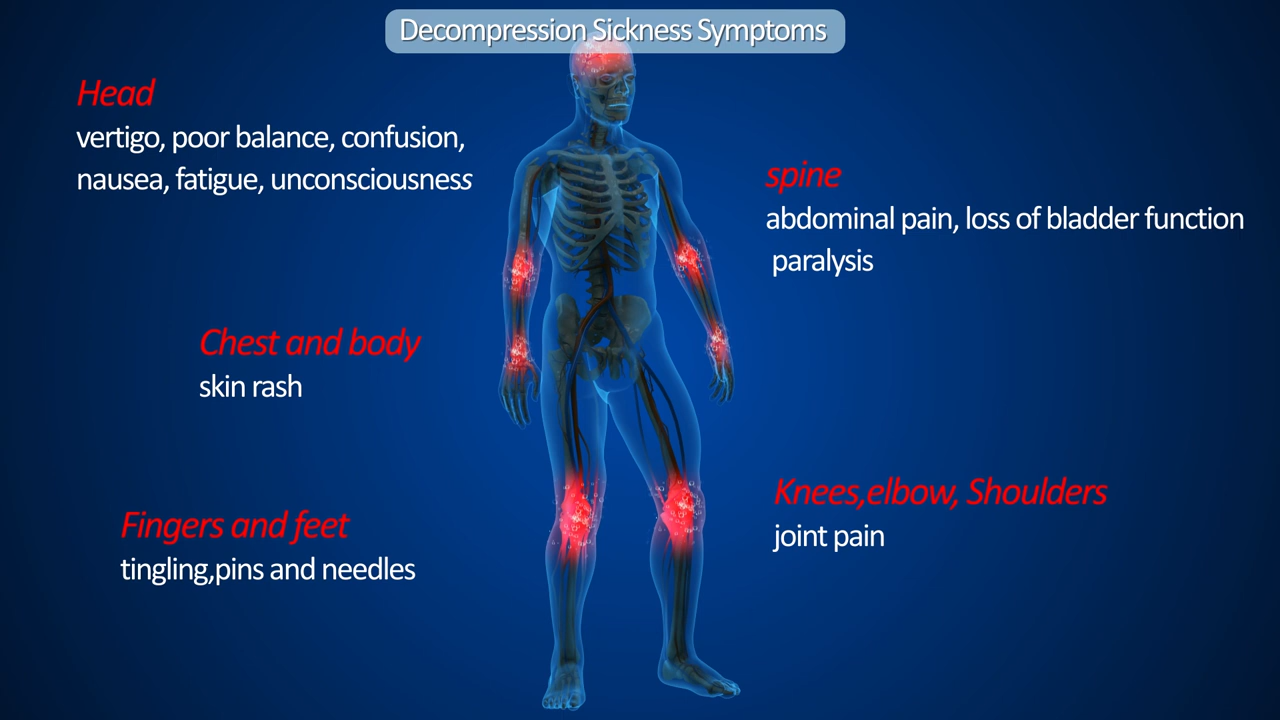 Decompression Sickness Symptoms
Head
vertigo, poor balance, confusion,
nausea, fatigue, unconsciousness
spine
abdominal pain, loss of bladder function
paralysis
Chest and body
skin rash
Knees,elbow, Shoulders
joint pain
Fingers and feet
tingling,pins and needles